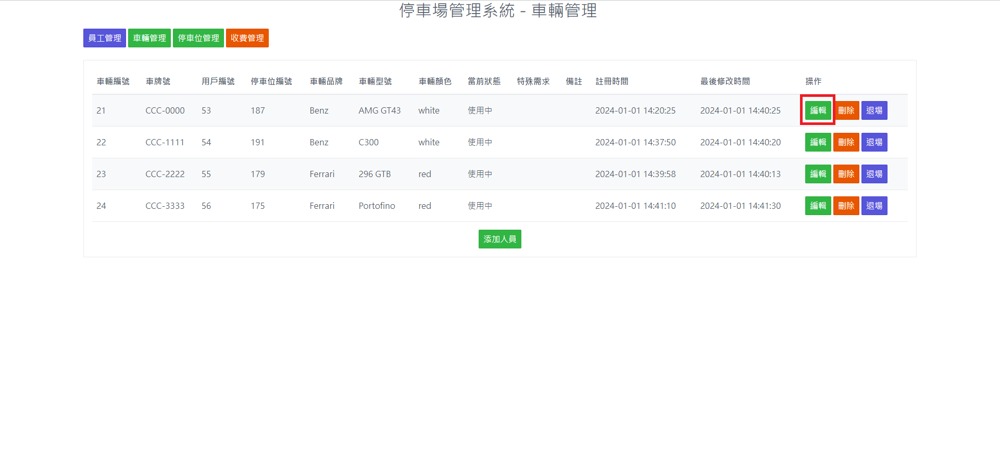 停車場管理系統 - 車輛管理
員工管理 車輛管理 停車位管理 收費管理
車輛編號 車牌號 用戶編號 停車位編號 車輛品牌 車輛型號 車輛顏色 當前狀態 特殊需求 備註 註冊時間 最後修改時間 操作
21 CCC-0000 53 187 Benz AMG GT43 white 使用中 2024-01-01 14:20:25 2024-01-01 14:40:25 編輯 刪除 退場
22 CCC-1111 54 191 Benz C300 white 使用中 2024-01-01 14:37:50 2024-01-01 14:40:20 編輯 刪除 退場
23 CCC-2222 55 179 Ferrari 296 GTB red 使用中 2024-01-01 14:39:58 2024-01-01 14:40:13 編輯 刪除 退場
24 CCC-3333 56 175 Ferrari Portofino red 使用中 2024-01-01 14:41:10 2024-01-01 14:41:30 編輯 刪除 退場
添加人員